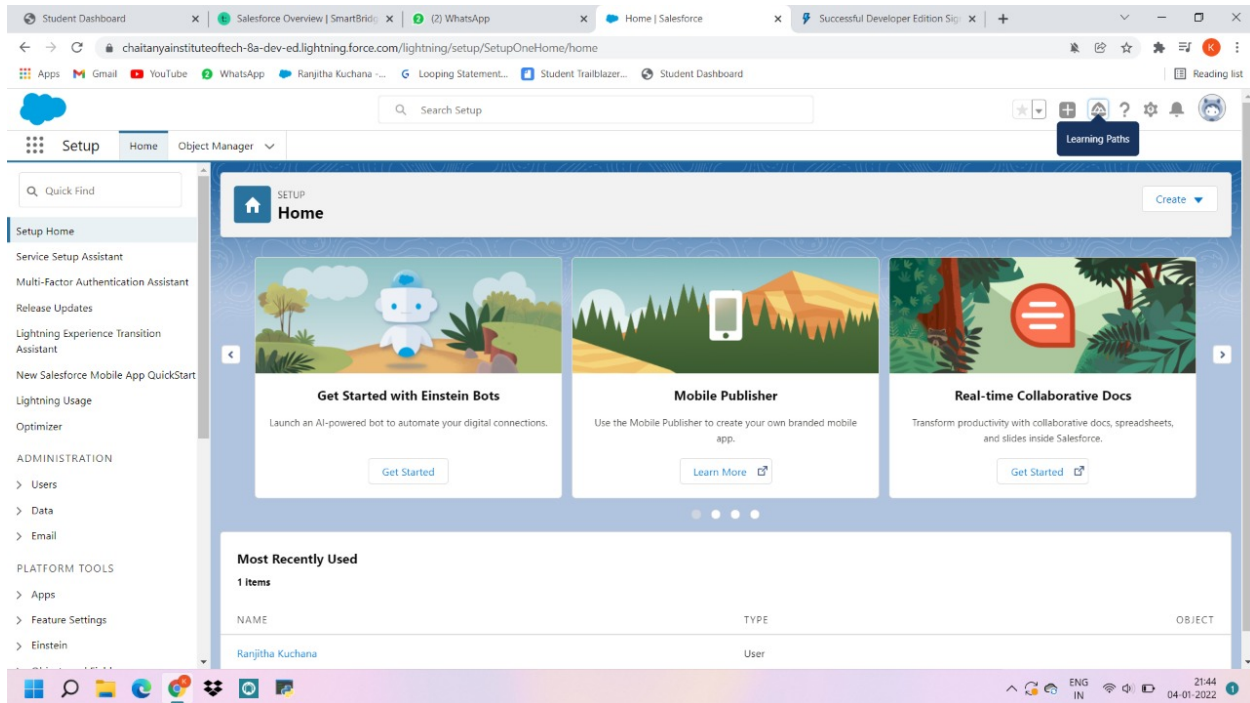 Student Dashboard
Salesforce Overview | SmartBridg
(2) WhatsApp
Home | Salesforce
Successful Developer Edition Sig
chaitanyainstituteoftech-8a-dev-ed.lightning.force.com/lightning/setup/SetupOneHome/home
K
Apps
Gmail
YouTube
WhatsApp
Ranjitha Kuchana -...
Looping Statement...
Student Trailblazer...
Student Dashboard
Reading list
Search Setup
Learning Paths
Setup
Home
Object Manager
Quick Find
Setup Home
Service Setup Assistant
Multi-Factor Authentication Assistant
Release Updates
Lightning Experience Transition
Assistant
New Salesforce Mobile App QuickStart
Lightning Usage
Optimizer
ADMINISTRATION
Users
Data
Email
PLATFORM TOOLS
Apps
Feature Settings
Einstein
SETUP
Home
Create
Get Started with Einstein Bots
Launch an AI-powered bot to automate your digital connections.
Get Started
Mobile Publisher
Use the Mobile Publisher to create your own branded mobile
app.
Learn More
Real-time Collaborative Docs
Transform productivity with collaborative docs, spreadsheets,
and slides inside Salesforce.
Get Started
Most Recently Used
1 items
NAME
TYPE
OBJECT
Ranjitha Kuchana
User
ENG
IN
21:44
04-01-2022
1